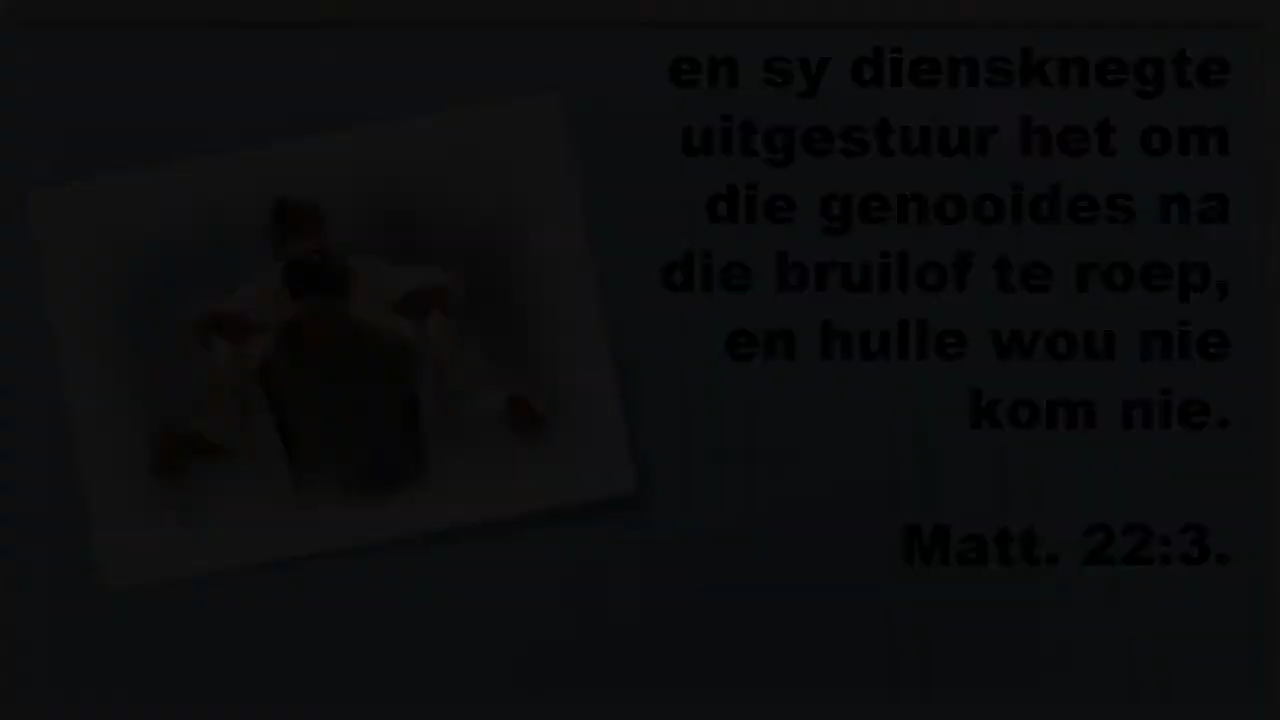 en sy diensknegte
uitgestuur het om
die genooides na
die bruilof te roep,
en hulle wou nie
kom nie.
Matt. 22:3.